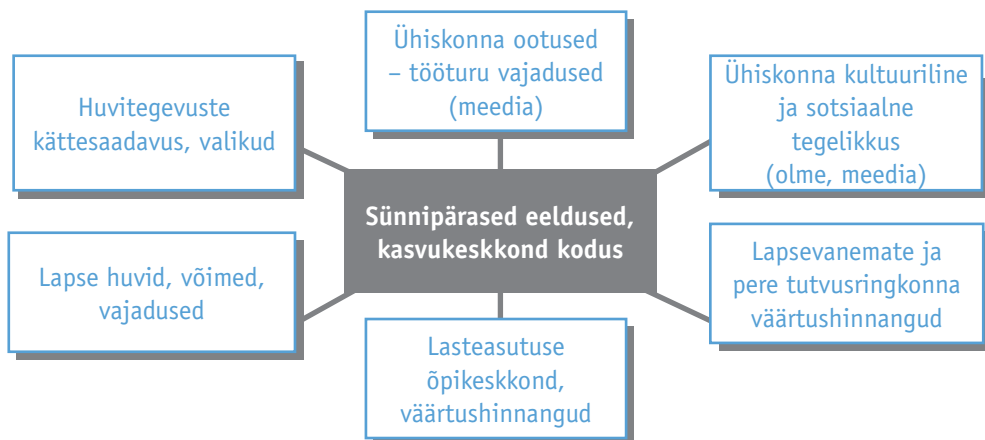 Ühiskonna ootused
– tööturu vajadused
(meedia)
Huvitegevuste
kättesaadavus, valikud
Ühiskonna kultuuriline
ja sotsiaalne
tegelikkus
(olme, meedia)
Sünnipärased eeldused,
kasvukeskkond kodus
Lapse huvid, võimed,
vajadused
Lapsevanemate ja
pere tutvusringkonna
väärtushinnangud
Lasteasutuse
õpikeskkond,
väärtushinnangud